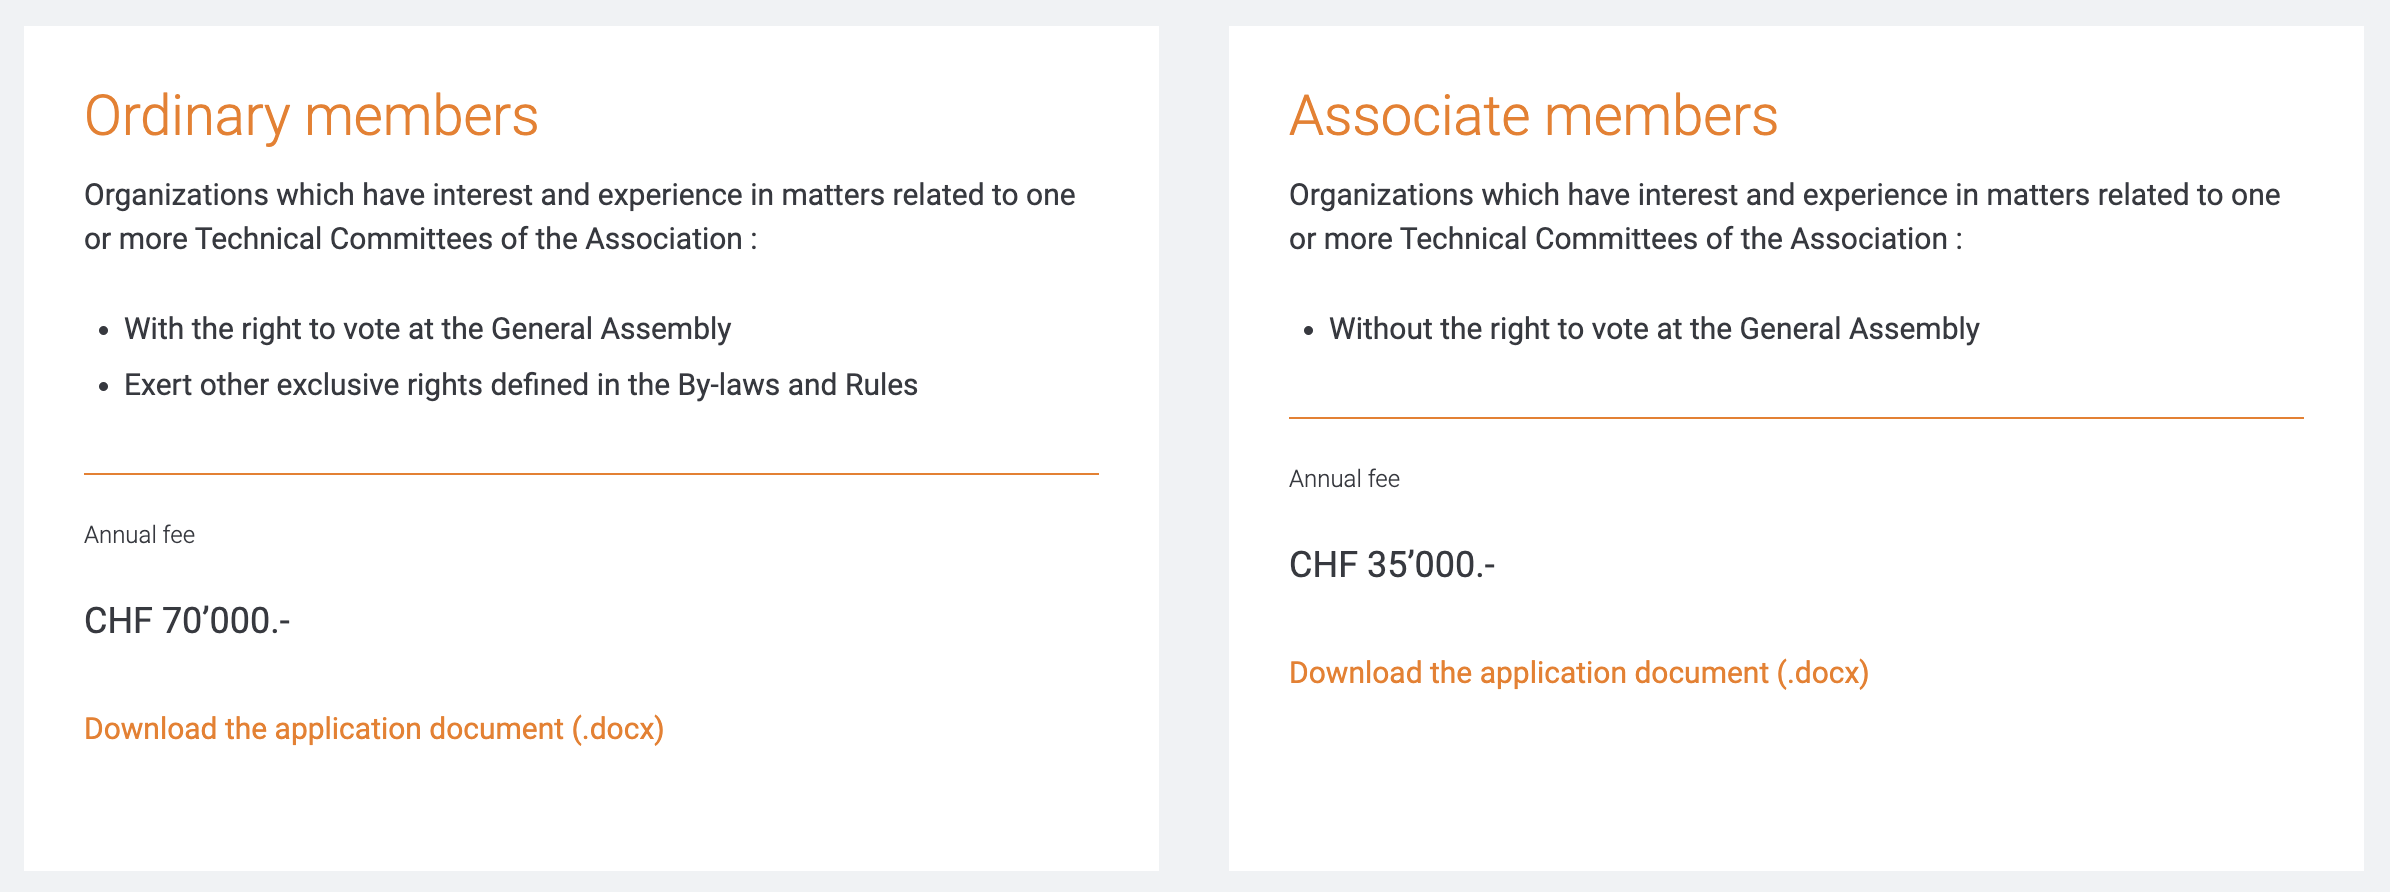 Ordinary members
Organizations which have interest and experience in matters related to one
or more Technical Committees of the Association :
• With the right to vote at the General Assembly
• Exert other exclusive rights defined in the By-laws and Rules
Annual fee
CHF 70’000.-
Download the application document (.docx)
Associate members
Organizations which have interest and experience in matters related to one
or more Technical Committees of the Association :
• Without the right to vote at the General Assembly
Annual fee
CHF 35’000.-
Download the application document (.docx)